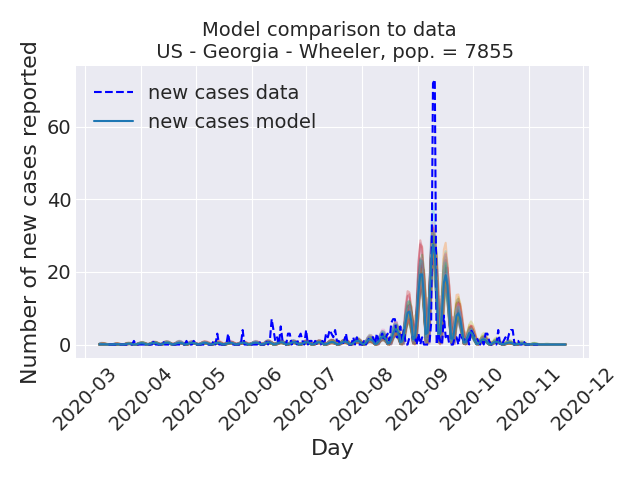 Model comparison to data
US - Georgia - Wheeler, pop. = 7855
Number of new cases reported
new cases data
new cases model
60
40
20
0
2020-03
2020-04
2020-05
2020-06
2020-07
2020-08
2020-09
2020-10
2020-11
2020-12
Day